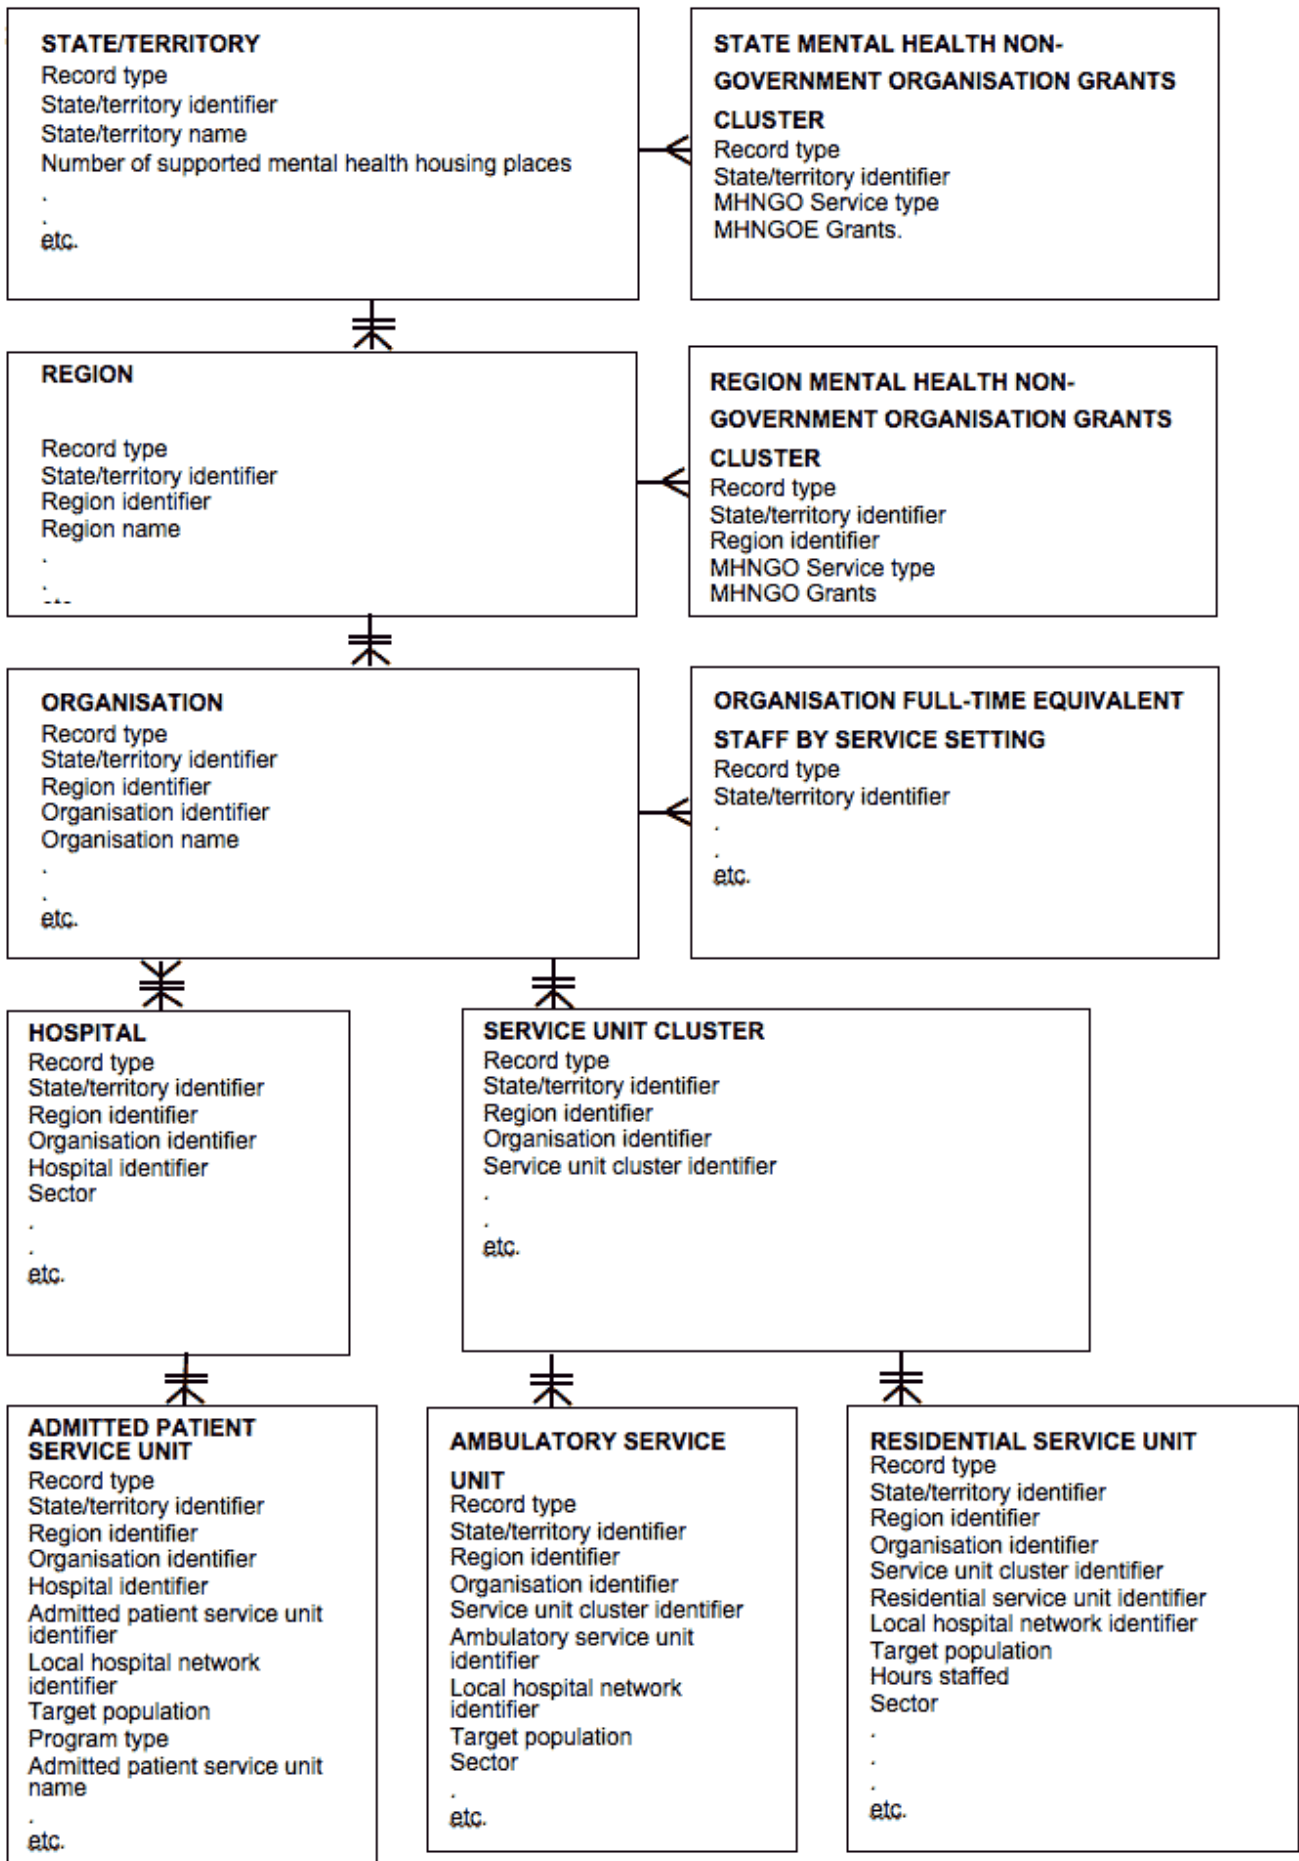 STATE/TERRITORY
Record type
State/territory identifier
State/territory name
Number of supported mental health housing places
.
.
etc.
STATE MENTAL HEALTH NON-
GOVERNMENT ORGANISATION GRANTS
CLUSTER
Record type
State/territory identifier
MHNGO Service type
MHNGOE Grants.
REGION
Record type
State/territory identifier
Region identifier
Region name
.
.
REGION MENTAL HEALTH NON-
GOVERNMENT ORGANISATION GRANTS
CLUSTER
Record type
State/territory identifier
Region identifier
MHNGO Service type
MHNGO Grants
ORGANISATION
Record type
State/territory identifier
Region identifier
Organisation identifier
Organisation name
.
.
etc.
ORGANISATION FULL-TIME EQUIVALENT
STAFF BY SERVICE SETTING
Record type
State/territory identifier
.
.
etc.
HOSPITAL
Record type
State/territory identifier
Region identifier
Organisation identifier
Hospital identifier
Sector
.
.
etc.
SERVICE UNIT CLUSTER
Record type
State/territory identifier
Region identifier
Organisation identifier
Service unit cluster identifier
.
.
etc.
ADMITTED PATIENT
SERVICE UNIT
Record type
State/territory identifier
Region identifier
Organisation identifier
Hospital identifier
Admitted patient service unit
identifier
Local hospital network
identifier
Target population
Program type
Admitted patient service unit
name
.
etc.
AMBULATORY SERVICE
UNIT
Record type
State/territory identifier
Region identifier
Organisation identifier
Service unit cluster identifier
Ambulatory service unit
identifier
Local hospital network
identifier
Target population
Sector
.
etc.
RESIDENTIAL SERVICE UNIT
Record type
State/territory identifier
Region identifier
Organisation identifier
Service unit cluster identifier
Residential service unit identifier
Local hospital network identifier
Target population
Hours staffed
Sector
.
.
.
etc.